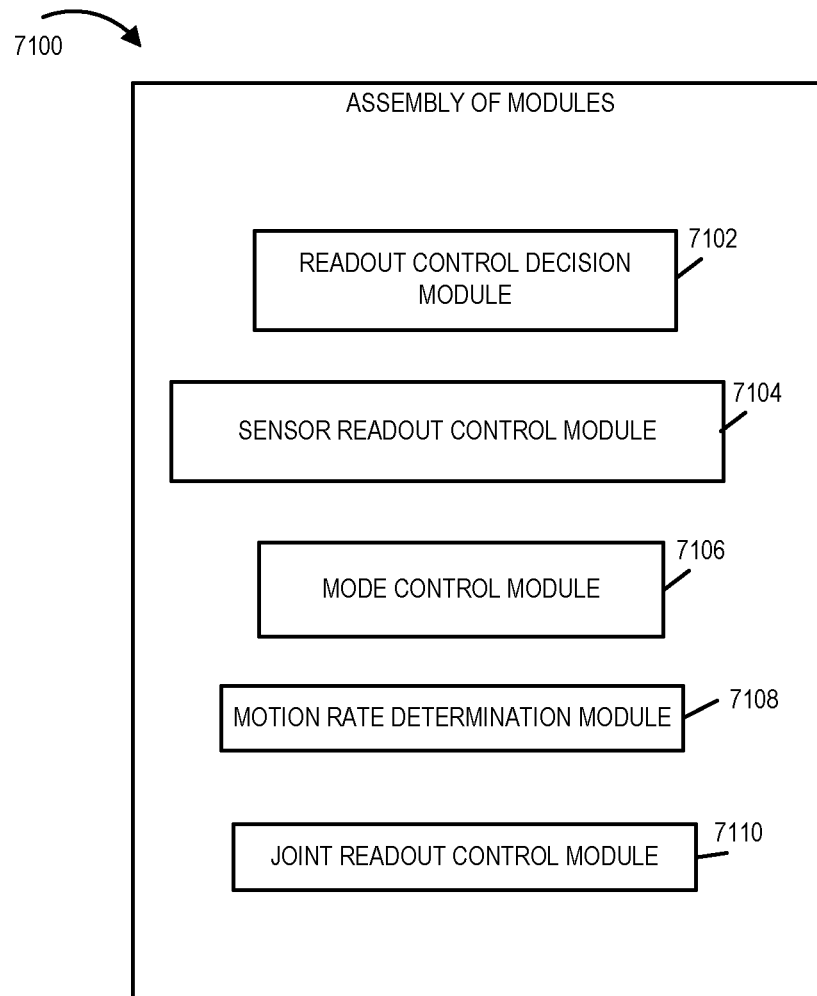 7100
ASSEMBLY OF MODULES
7102
READOUT CONTROL DECISION
MODULE
7104
SENSOR READOUT CONTROL MODULE
7106
MODE CONTROL MODULE
7108
MOTION RATE DETERMINATION MODULE
7110
JOINT READOUT CONTROL MODULE